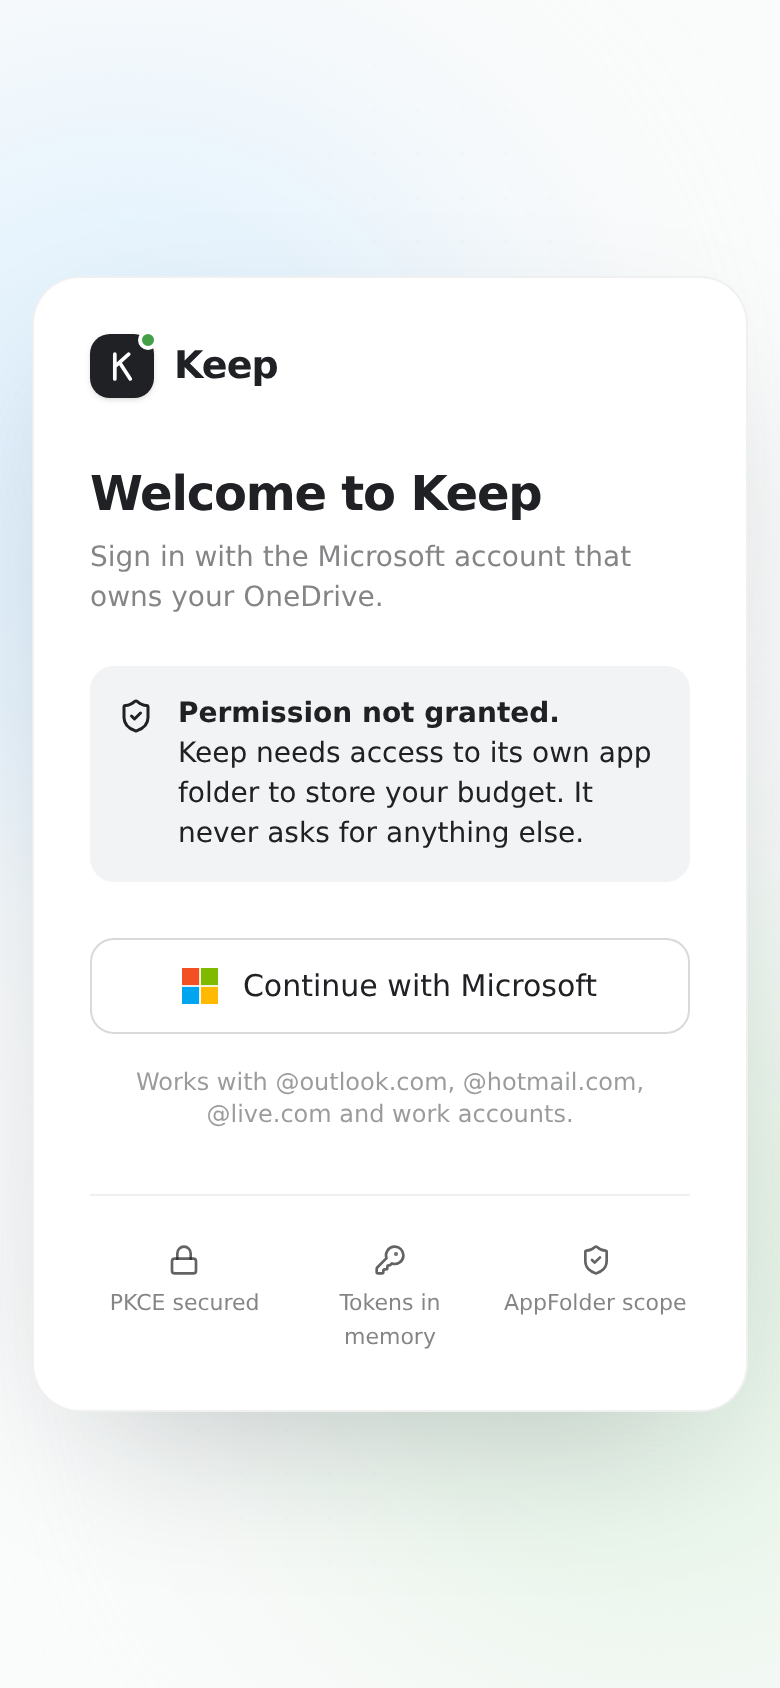 K
Keep
Welcome to Keep
Sign in with the Microsoft account that
owns your OneDrive.
Permission not granted.
Keep needs access to its own app
folder to store your budget. It
never asks for anything else.
Continue with Microsoft
Works with @outlook.com, @hotmail.com,
@live.com and work accounts.
PKCE secured
Tokens in
memory
AppFolder scope